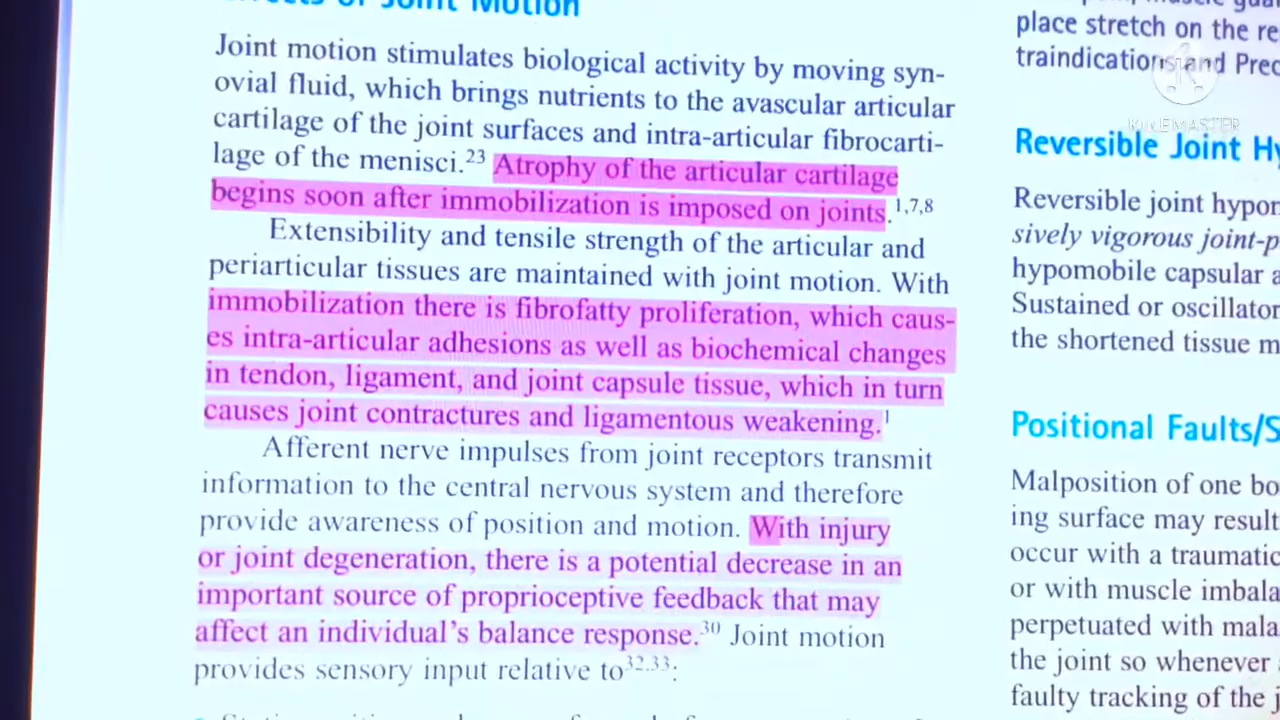 Effects of Joint Motion
Joint motion stimulates biological activity by moving syn-
ovial fluid, which brings nutrients to the avascular articular
cartilage of the joint surfaces and intra-articular fibrocarti-
lage of the menisci.23 Atrophy of the articular cartilage
begins soon after immobilization is imposed on joints.1,7,8
Extensibility and tensile strength of the articular and
periarticular tissues are maintained with joint motion. With
immobilization there is fibrofatty proliferation, which caus-
es intra-articular adhesions as well as biochemical changes
in tendon, ligament, and joint capsule tissue, which in turn
causes joint contractures and ligamentous weakening.1
Afferent nerve impulses from joint receptors transmit
information to the central nervous system and therefore
provide awareness of position and motion. With injury
or joint degeneration, there is a potential decrease in an
important source of proprioceptive feedback that may
affect an individual's balance response.30 Joint motion
provides sensory input relative to32,33:
place stretch on the re
traindications and Prec
Reversible Joint Hy
Reversible joint hypor
sively vigorous joint-p
hypomobile capsular a
Sustained or oscillator
the shortened tissue m
Positional Faults/S
Malposition of one bo
ing surface may result
occur with a traumatic
or with muscle imbala
perpetuated with mala
the joint so whenever
faulty tracking of the j
KINEMASTER